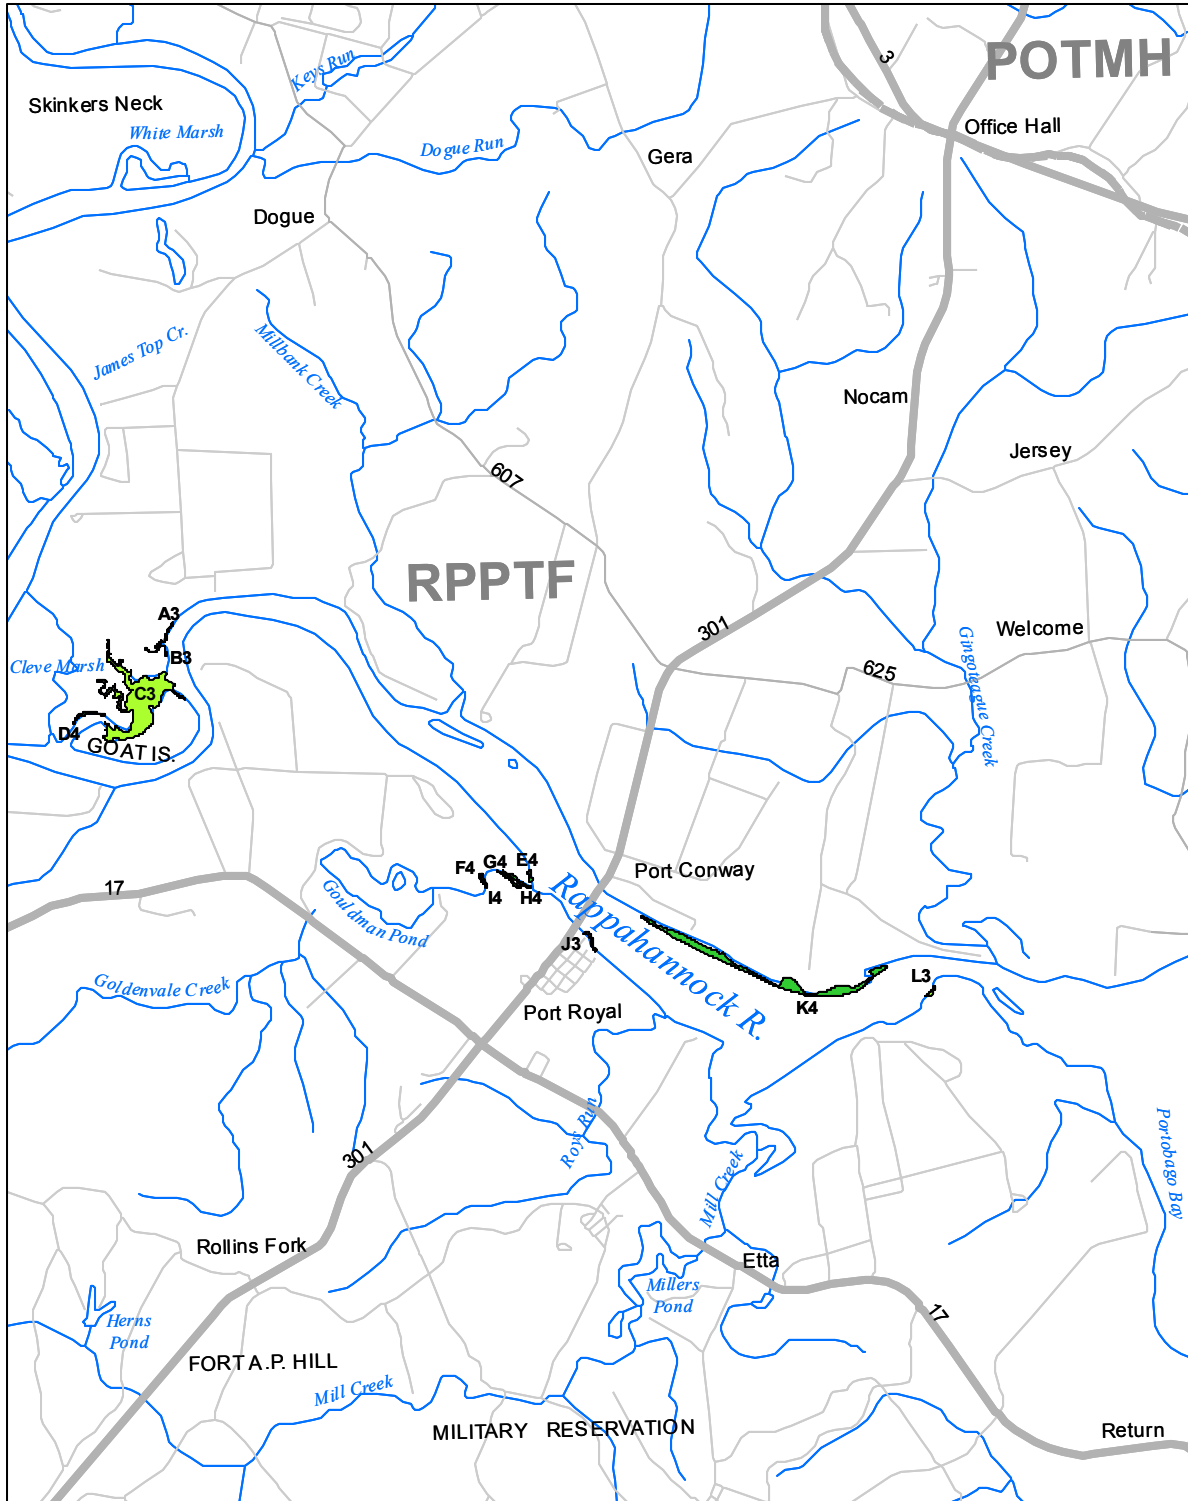 POTMH
3
Keys Run
Skinkers Neck
White Marsh
Office Hall
Dogue Run
Gera
Dogue
James Top Cr.
Millbank Creek
Nocam
Jersey
607
RPPTF
A3
301
Welcome
B3
Cleve Marsh
625
Gingoteague Creek
C3
D4
GOAT IS.
F4
G4
E4
Port Conway
17
I4
H4
Gouldman Pond
Rappahannock R.
J3
Goldenvale Creek
L3
K4
Port Royal
Roys Run
301
Mill Creek
Portobago Bay
Rollins Fork
Etta
Millers
Pond
Herns
Pond
17
FORT A.P. HILL
Mill Creek
MILITARY RESERVATION
Return